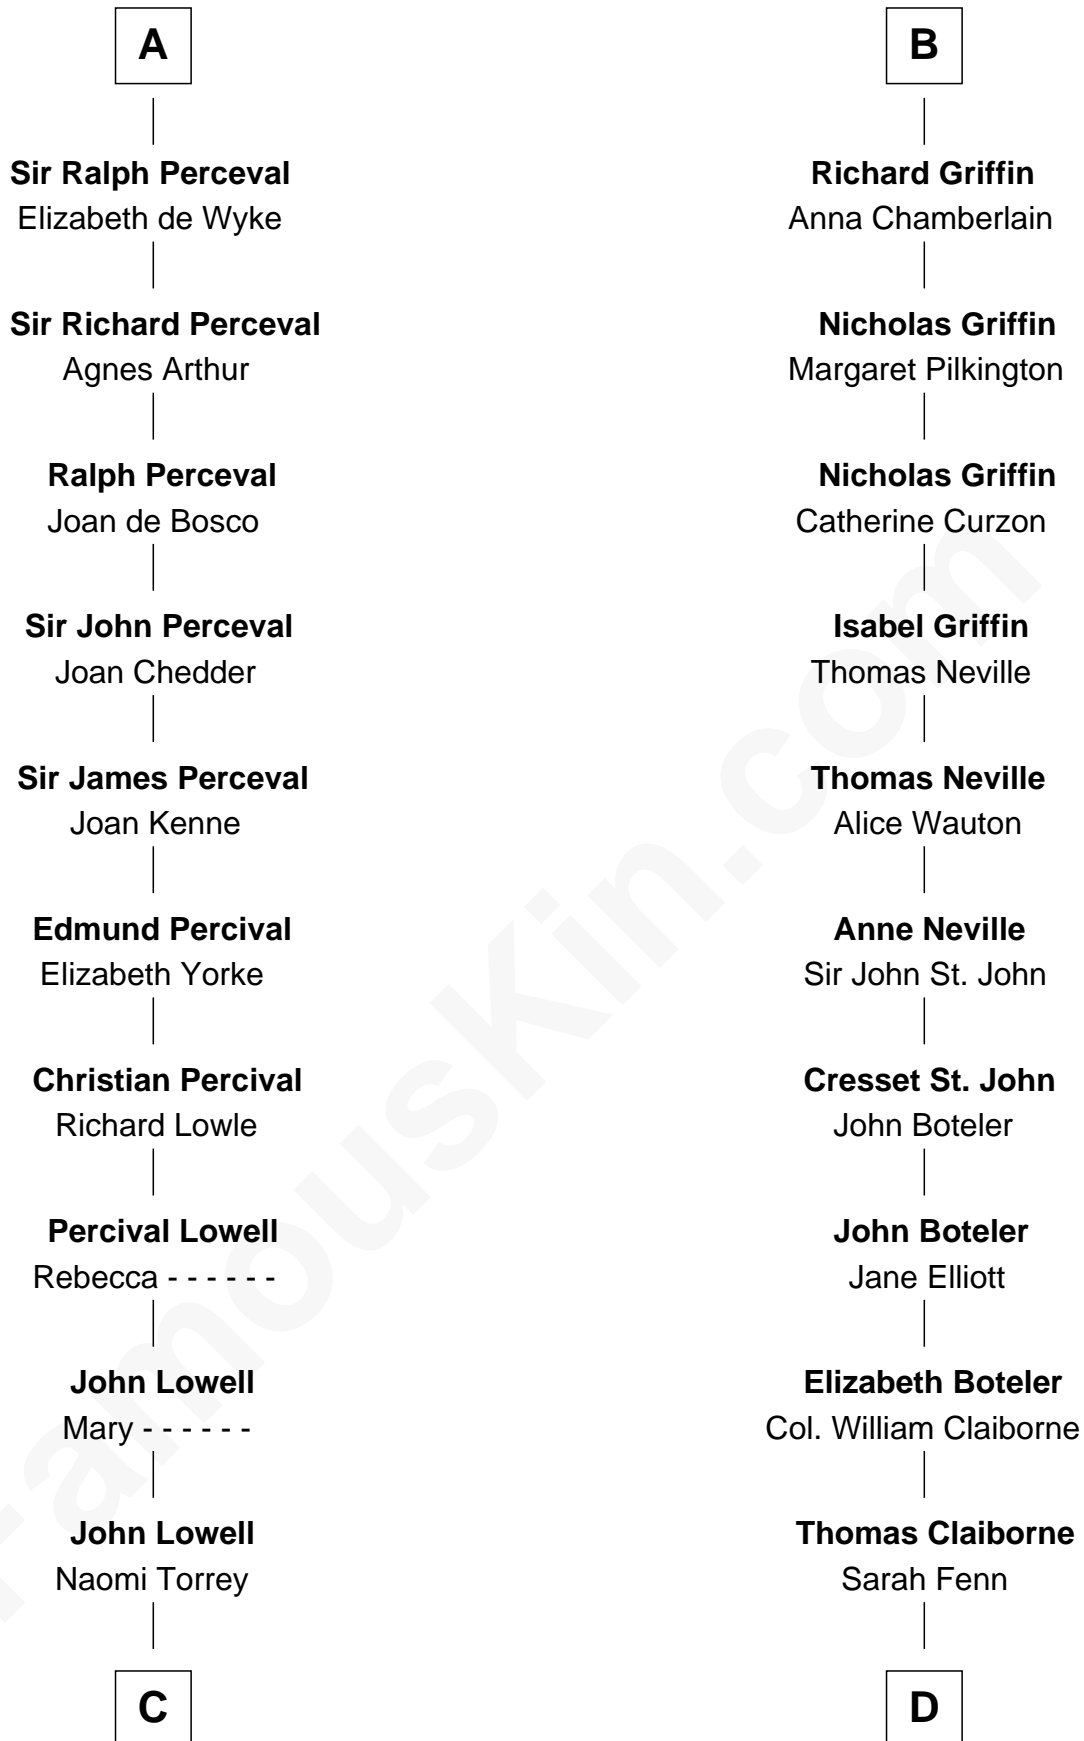 A
Sir Ralph Perceval
Elizabeth de Wyke
Sir Richard Perceval
Agnes Arthur
Ralph Perceval
Joan de Bosco
Sir John Perceval
Joan Chedder
Sir James Perceval
Joan Kenne
Edmund Percival
Elizabeth Yorke
Christian Percival
Richard Lowle
Percival Lowell
Rebecca - - - - - -
John Lowell
Mary - - - - - -
John Lowell
Naomi Torrey
C
B
Richard Griffin
Anna Chamberlain
Nicholas Griffin
Margaret Pilkington
Nicholas Griffin
Catherine Curzon
Isabel Griffin
Thomas Neville
Thomas Neville
Alice Wauton
Anne Neville
Sir John St. John
Cresset St. John
John Boteler
John Boteler
Jane Elliott
Elizabeth Boteler
Col. William Claiborne
Thomas Claiborne
Sarah Fenn
D
FamousKin.com